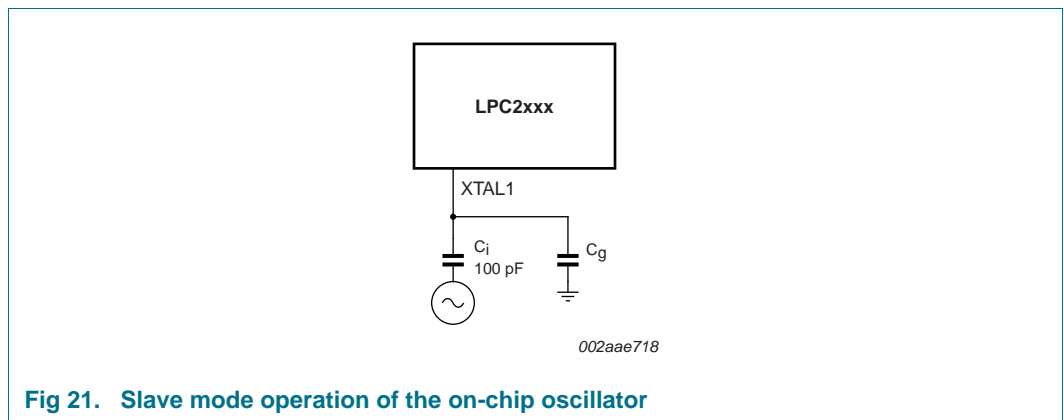 LPC2xxx
XTAL1
Ci
100 pF
Cg
002aae718
Fig 21. Slave mode operation of the on-chip oscillator